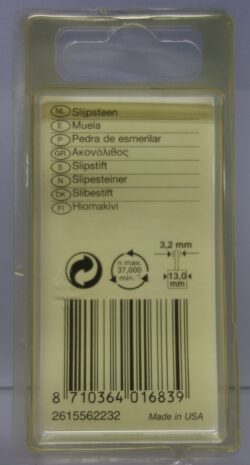 NL Slijpsteen
E Muela
P Pedra de esmerilar
GR Ακονόλιθος
S Slipstift
N Slipesteiner
DK Slibestift
FI Hiomakivi
3,2 mm
n max.
37,000
min.⁻¹
13,0
mm
8 710364 016839
2615562232 Made in USA